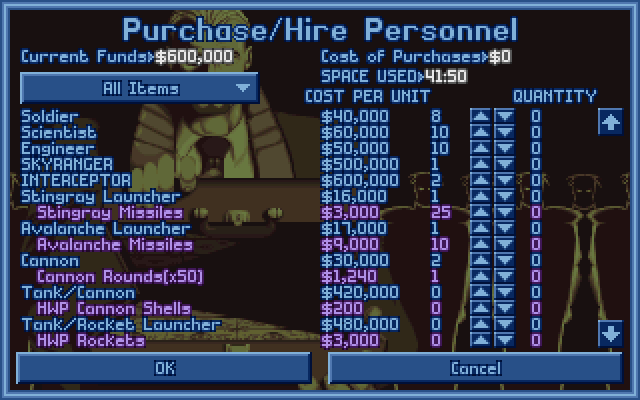 Purchase/Hire Personnel
Current Funds>$600,000 Cost of Purchases>$0
SPACE USED>41:50
All Items COST PER UNIT QUANTITY
Soldier $40,000 8 0
Scientist $60,000 10 0
Engineer $50,000 10 0
SKYRANGER $500,000 1 0
INTERCEPTOR $600,000 2 0
Stingray Launcher $16,000 1 0
Stingray Missiles $3,000 25 0
Avalanche Launcher $17,000 1 0
Avalanche Missiles $9,000 10 0
Cannon $30,000 2 0
Cannon Rounds(x50) $1,240 1 0
Tank/Cannon $420,000 0 0
HWP Cannon Shells $200 0 0
Tank/Rocket Launcher $480,000 0 0
HWP Rockets $3,000 0 0
OK Cancel